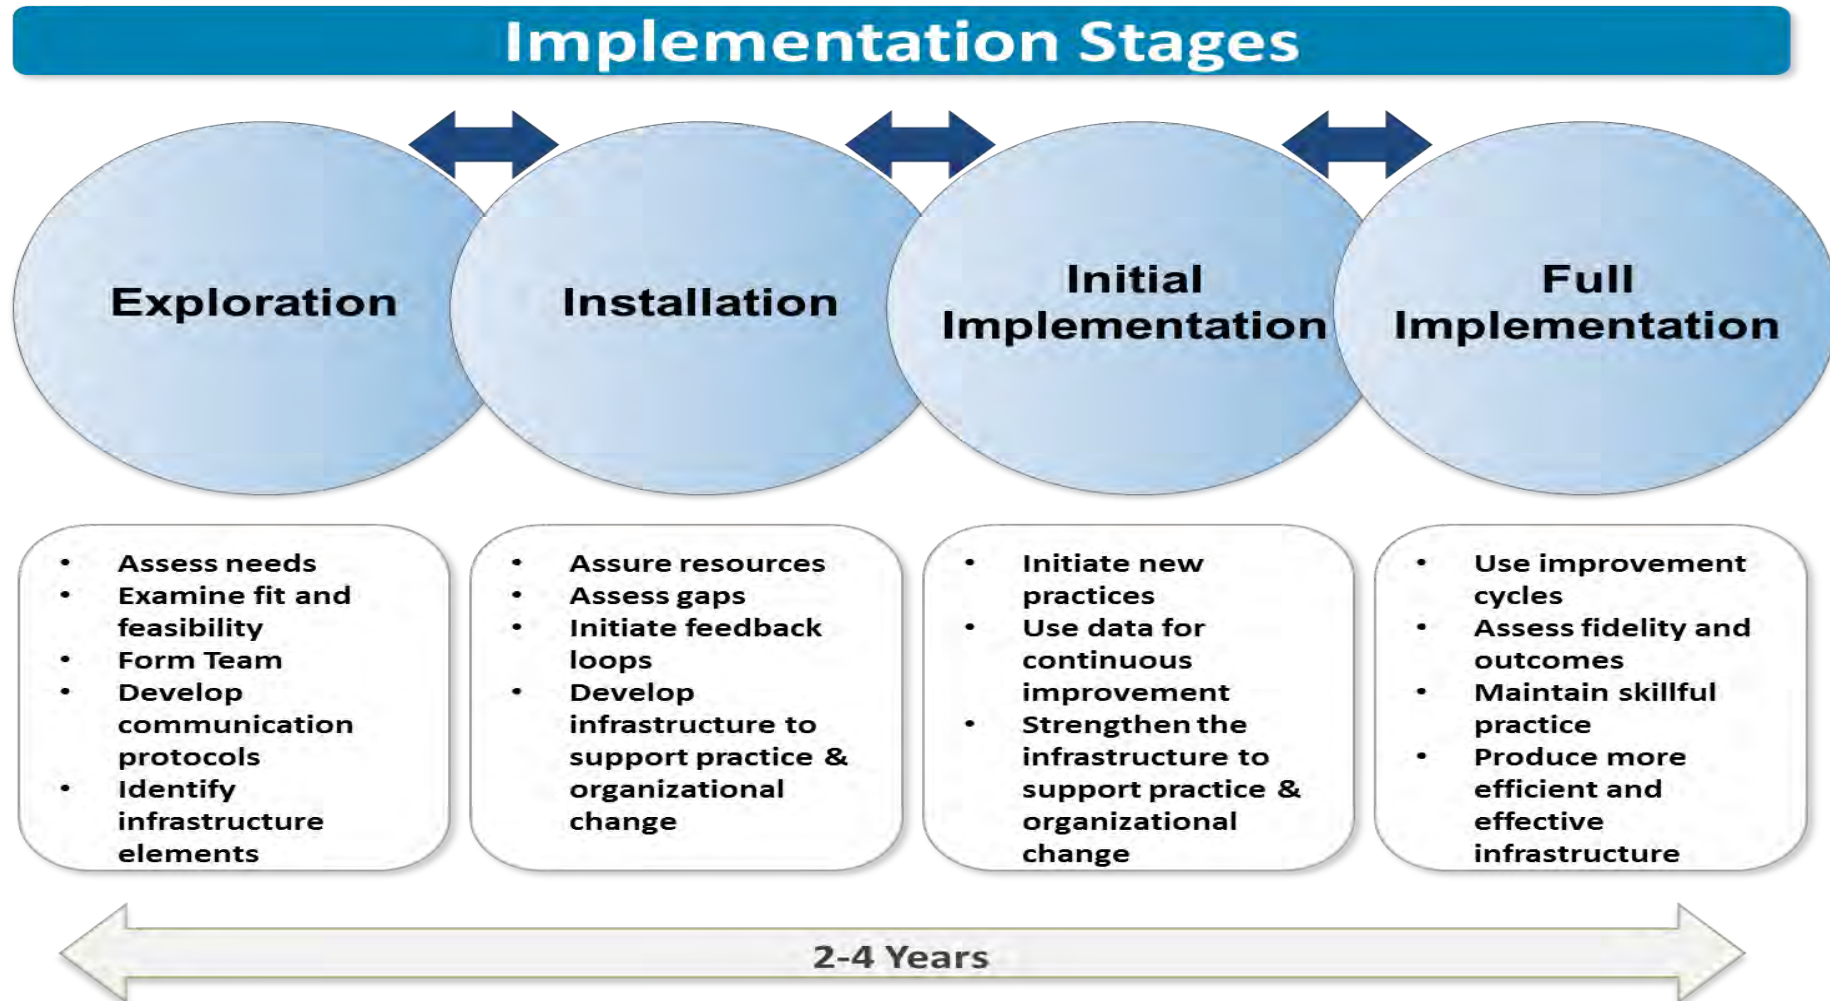 Implementation Stages
Exploration
Installation
Initial
Implementation
Full
Implementation
• Assess needs
• Examine fit and
feasibility
• Form Team
• Develop
communication
protocols
• Identify
infrastructure
elements
• Assure resources
• Assess gaps
• Initiate feedback
loops
• Develop
infrastructure to
support practice &
organizational
change
• Initiate new
practices
• Use data for
continuous
improvement
• Strengthen the
infrastructure to
support practice &
organizational
change
• Use improvement
cycles
• Assess fidelity and
outcomes
• Maintain skillful
practice
• Produce more
efficient and
effective
infrastructure
2-4 Years